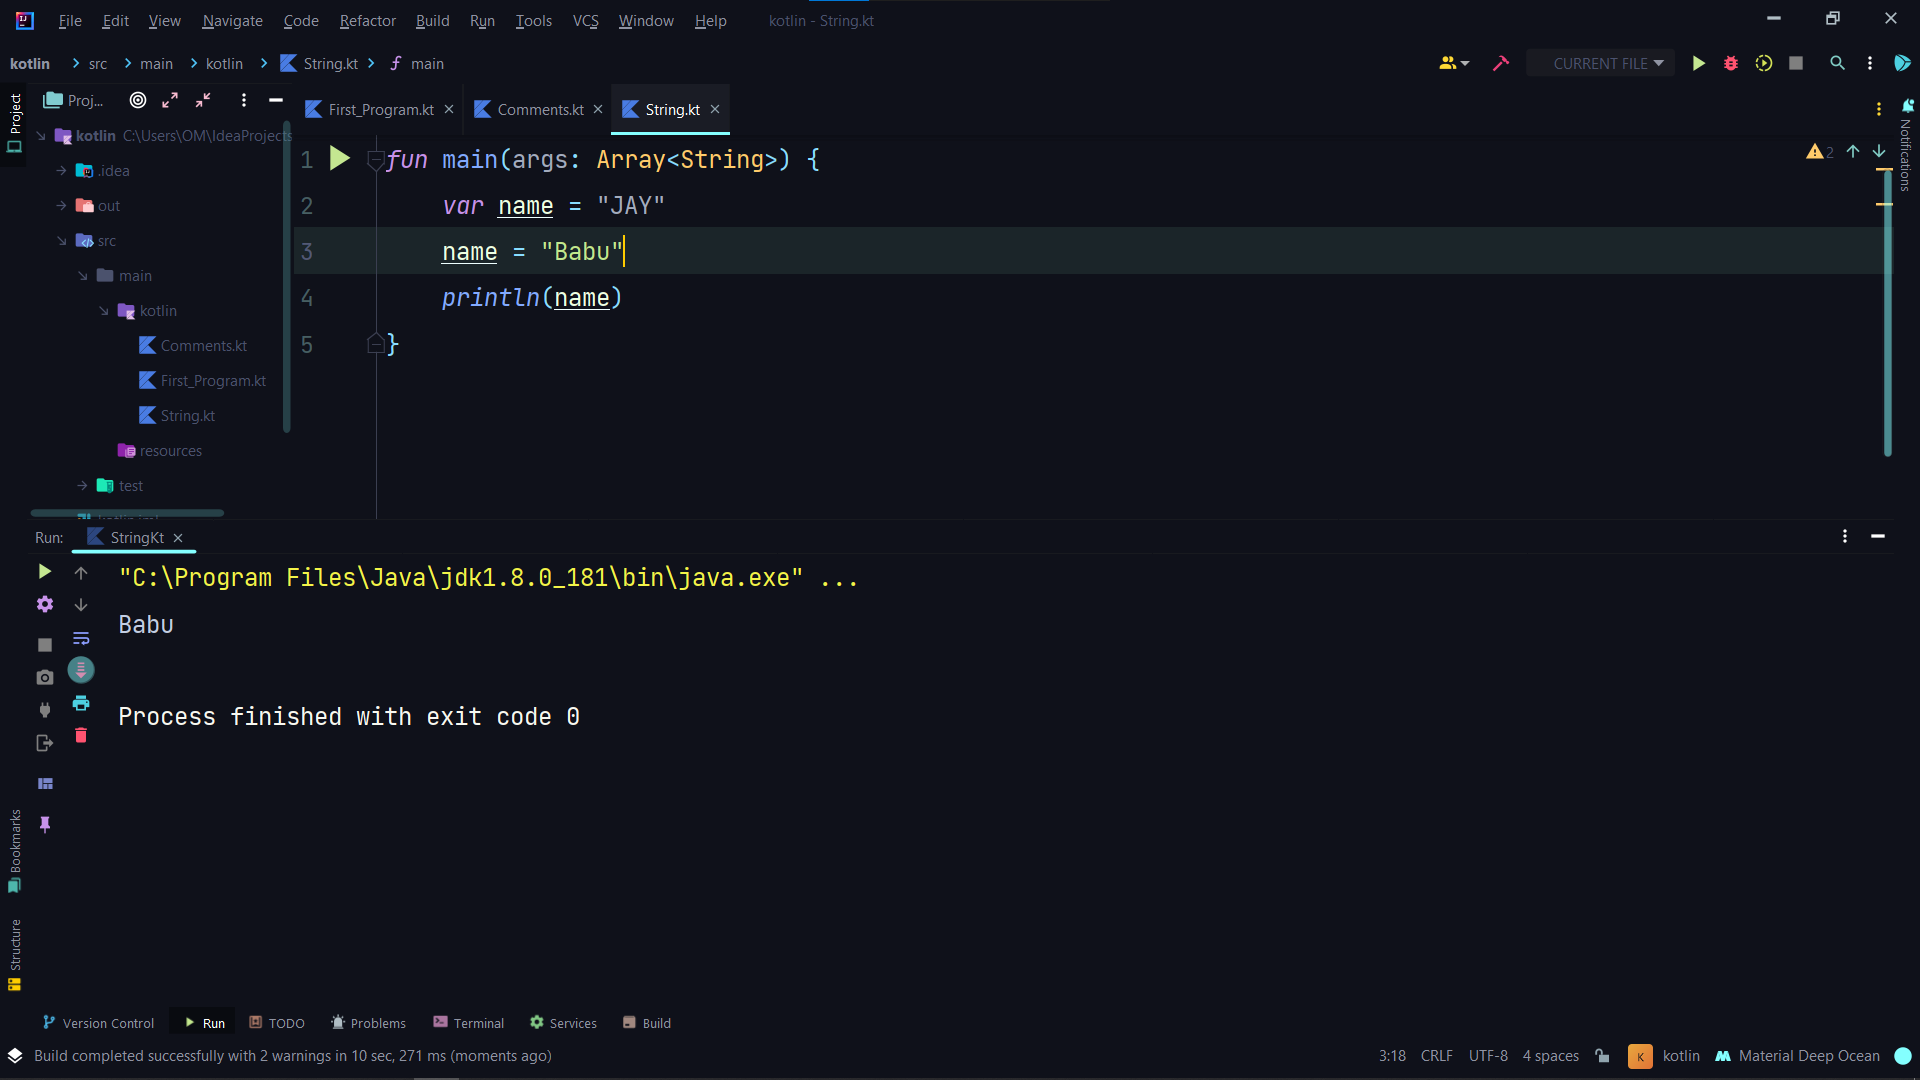 File Edit View Navigate Code Refactor Build Run Tools VCS Window Help kotlin - String.kt
kotlin src main kotlin String.kt main CURRENT FILE
Project
Proj...
First_Program.kt Comments.kt String.kt
Notifications
kotlin C:\Users\OM\IdeaProjects
.idea
out
src
main
kotlin
Comments.kt
First_Program.kt
String.kt
resources
test
kotlin.iml
1 fun main(args: Array<String>) {
2 var name = "JAY"
3 name = "Babu"
4 println(name)
5 }
2
Run: StringKt
"C:\Program Files\Java\jdk1.8.0_181\bin\java.exe" ...
Babu
Process finished with exit code 0
Bookmarks
Structure
Version Control Run TODO Problems Terminal Services Build
Build completed successfully with 2 warnings in 10 sec, 271 ms (moments ago) 3:18 CRLF UTF-8 4 spaces K kotlin Material Deep Ocean